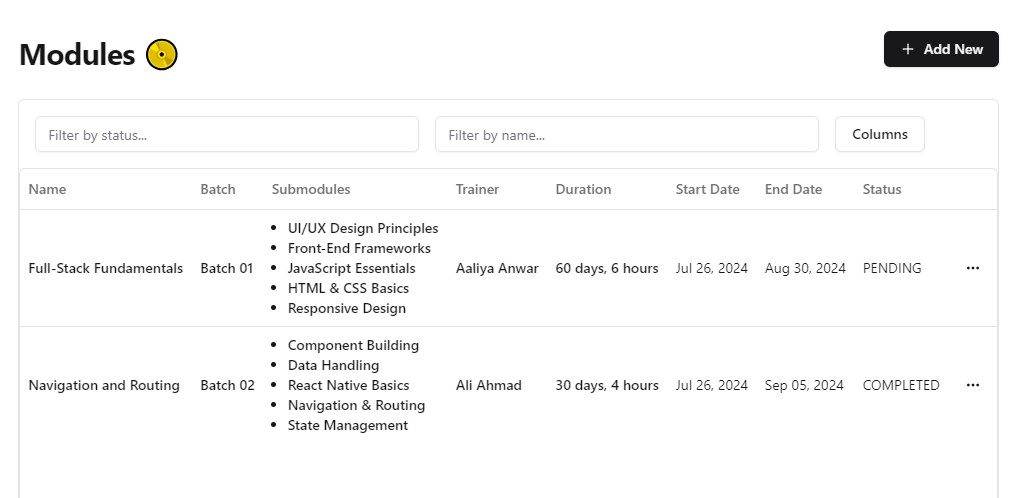 Modules
Add New
Filter by status...
Filter by name...
Columns
Name Batch Submodules Trainer Duration Start Date End Date Status
Full-Stack Fundamentals Batch 01 • UI/UX Design Principles
• Front-End Frameworks
• JavaScript Essentials
• HTML & CSS Basics
• Responsive Design
Aaliya Anwar 60 days, 6 hours Jul 26, 2024 Aug 30, 2024 PENDING
Navigation and Routing Batch 02 • Component Building
• Data Handling
• React Native Basics
• Navigation & Routing
• State Management
Ali Ahmad 30 days, 4 hours Jul 26, 2024 Sep 05, 2024 COMPLETED